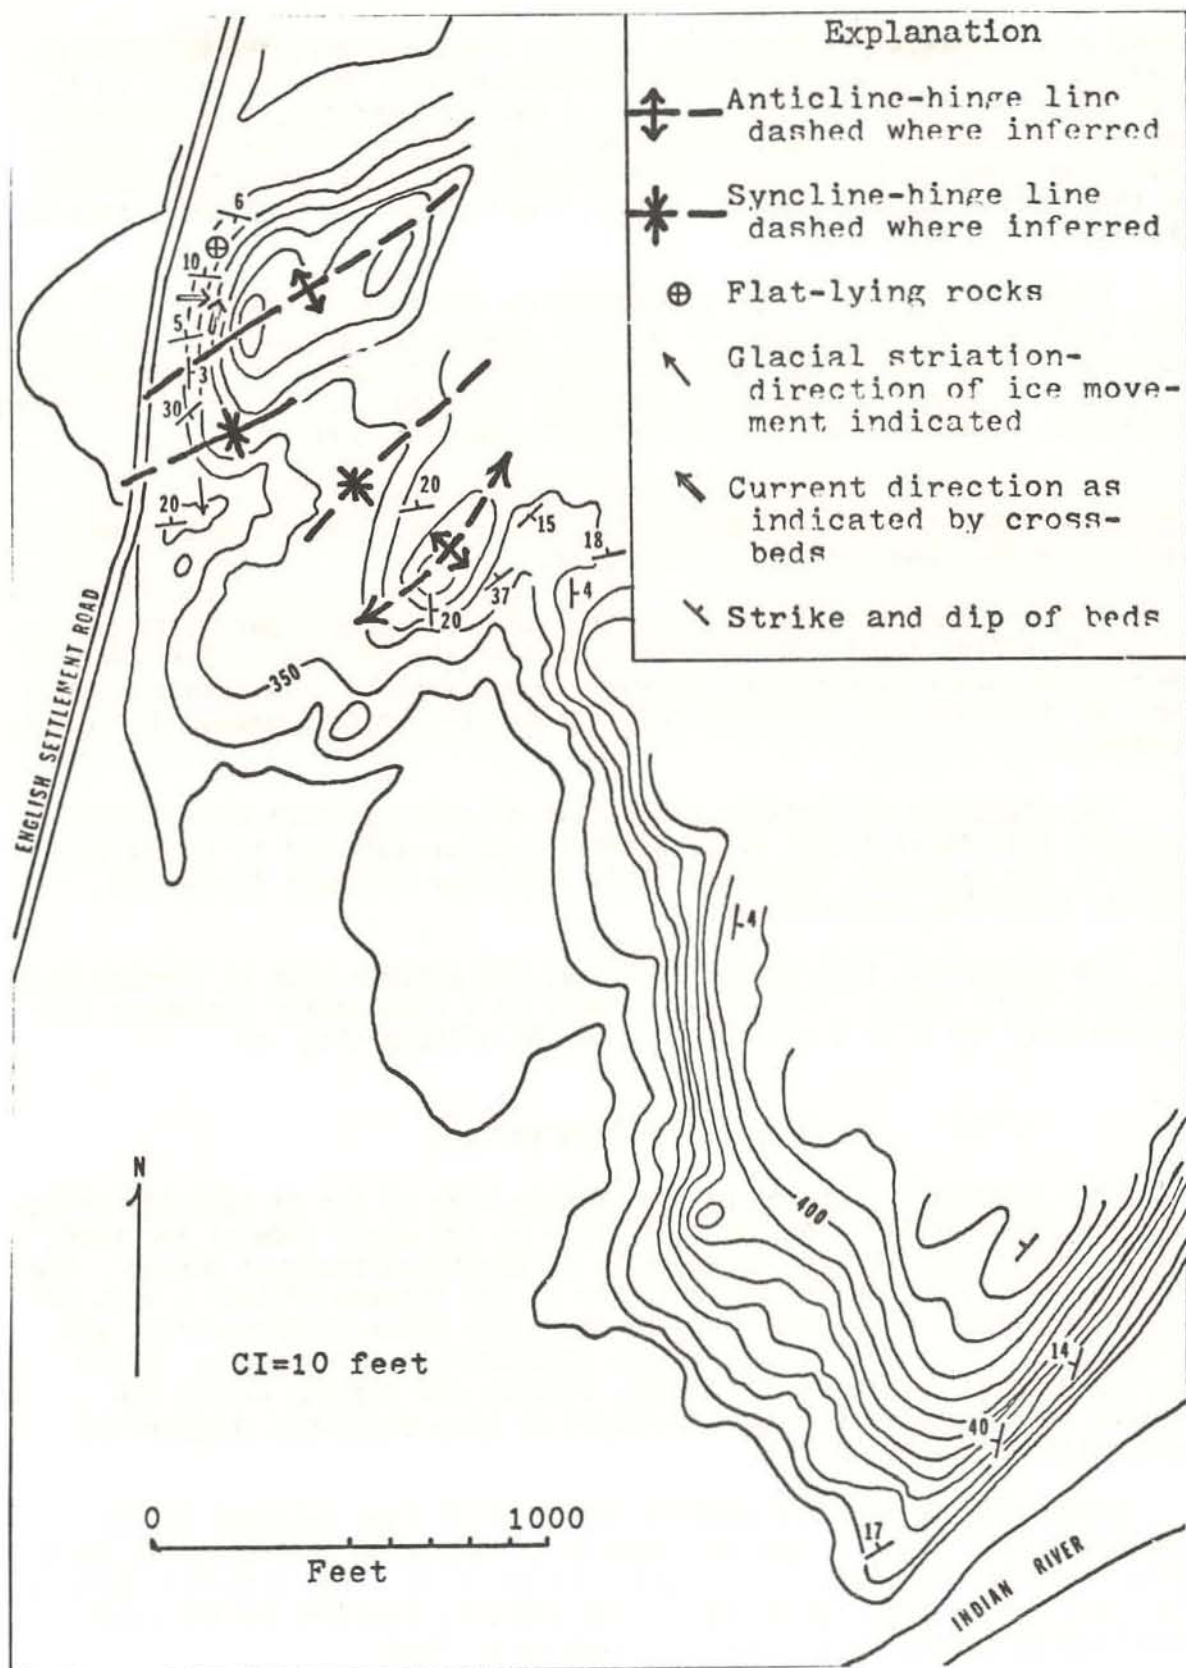 Explanation
Anticline-hinge line
dashed where inferred
Syncline-hinge line
dashed where inferred
Flat-lying rocks
Glacial striation-
direction of ice move-
ment indicated
Current direction as
indicated by cross-
beds
Strike and dip of beds
6
10
5
3
30
20
20
15
18
4
37
20
350
ENGLISH SETTLEMENT ROAD
4
N
400
CI=10 feet
14
40
0 1000
Feet
17
INDIAN RIVER